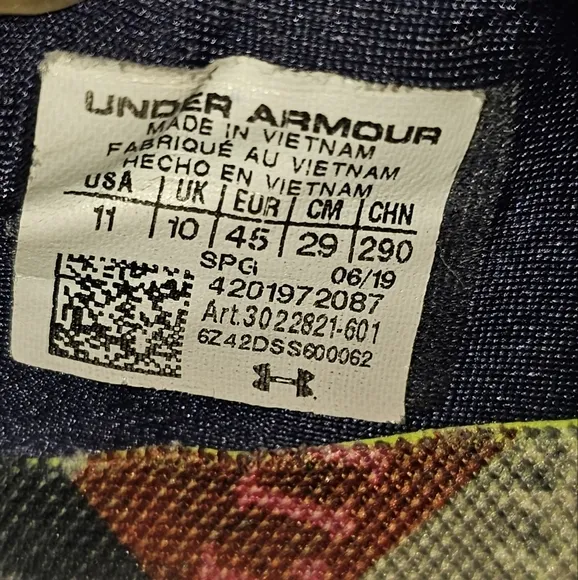 UNDER ARMOUR
MADE IN VIETNAM
FABRIQUÉ AU VIETNAM
HECHO EN VIETNAM
USA UK EUR CM CHN
11 10 45 29 290
SPG 06/19
4201972087
Art.3022821-601
6Z42DSS600062